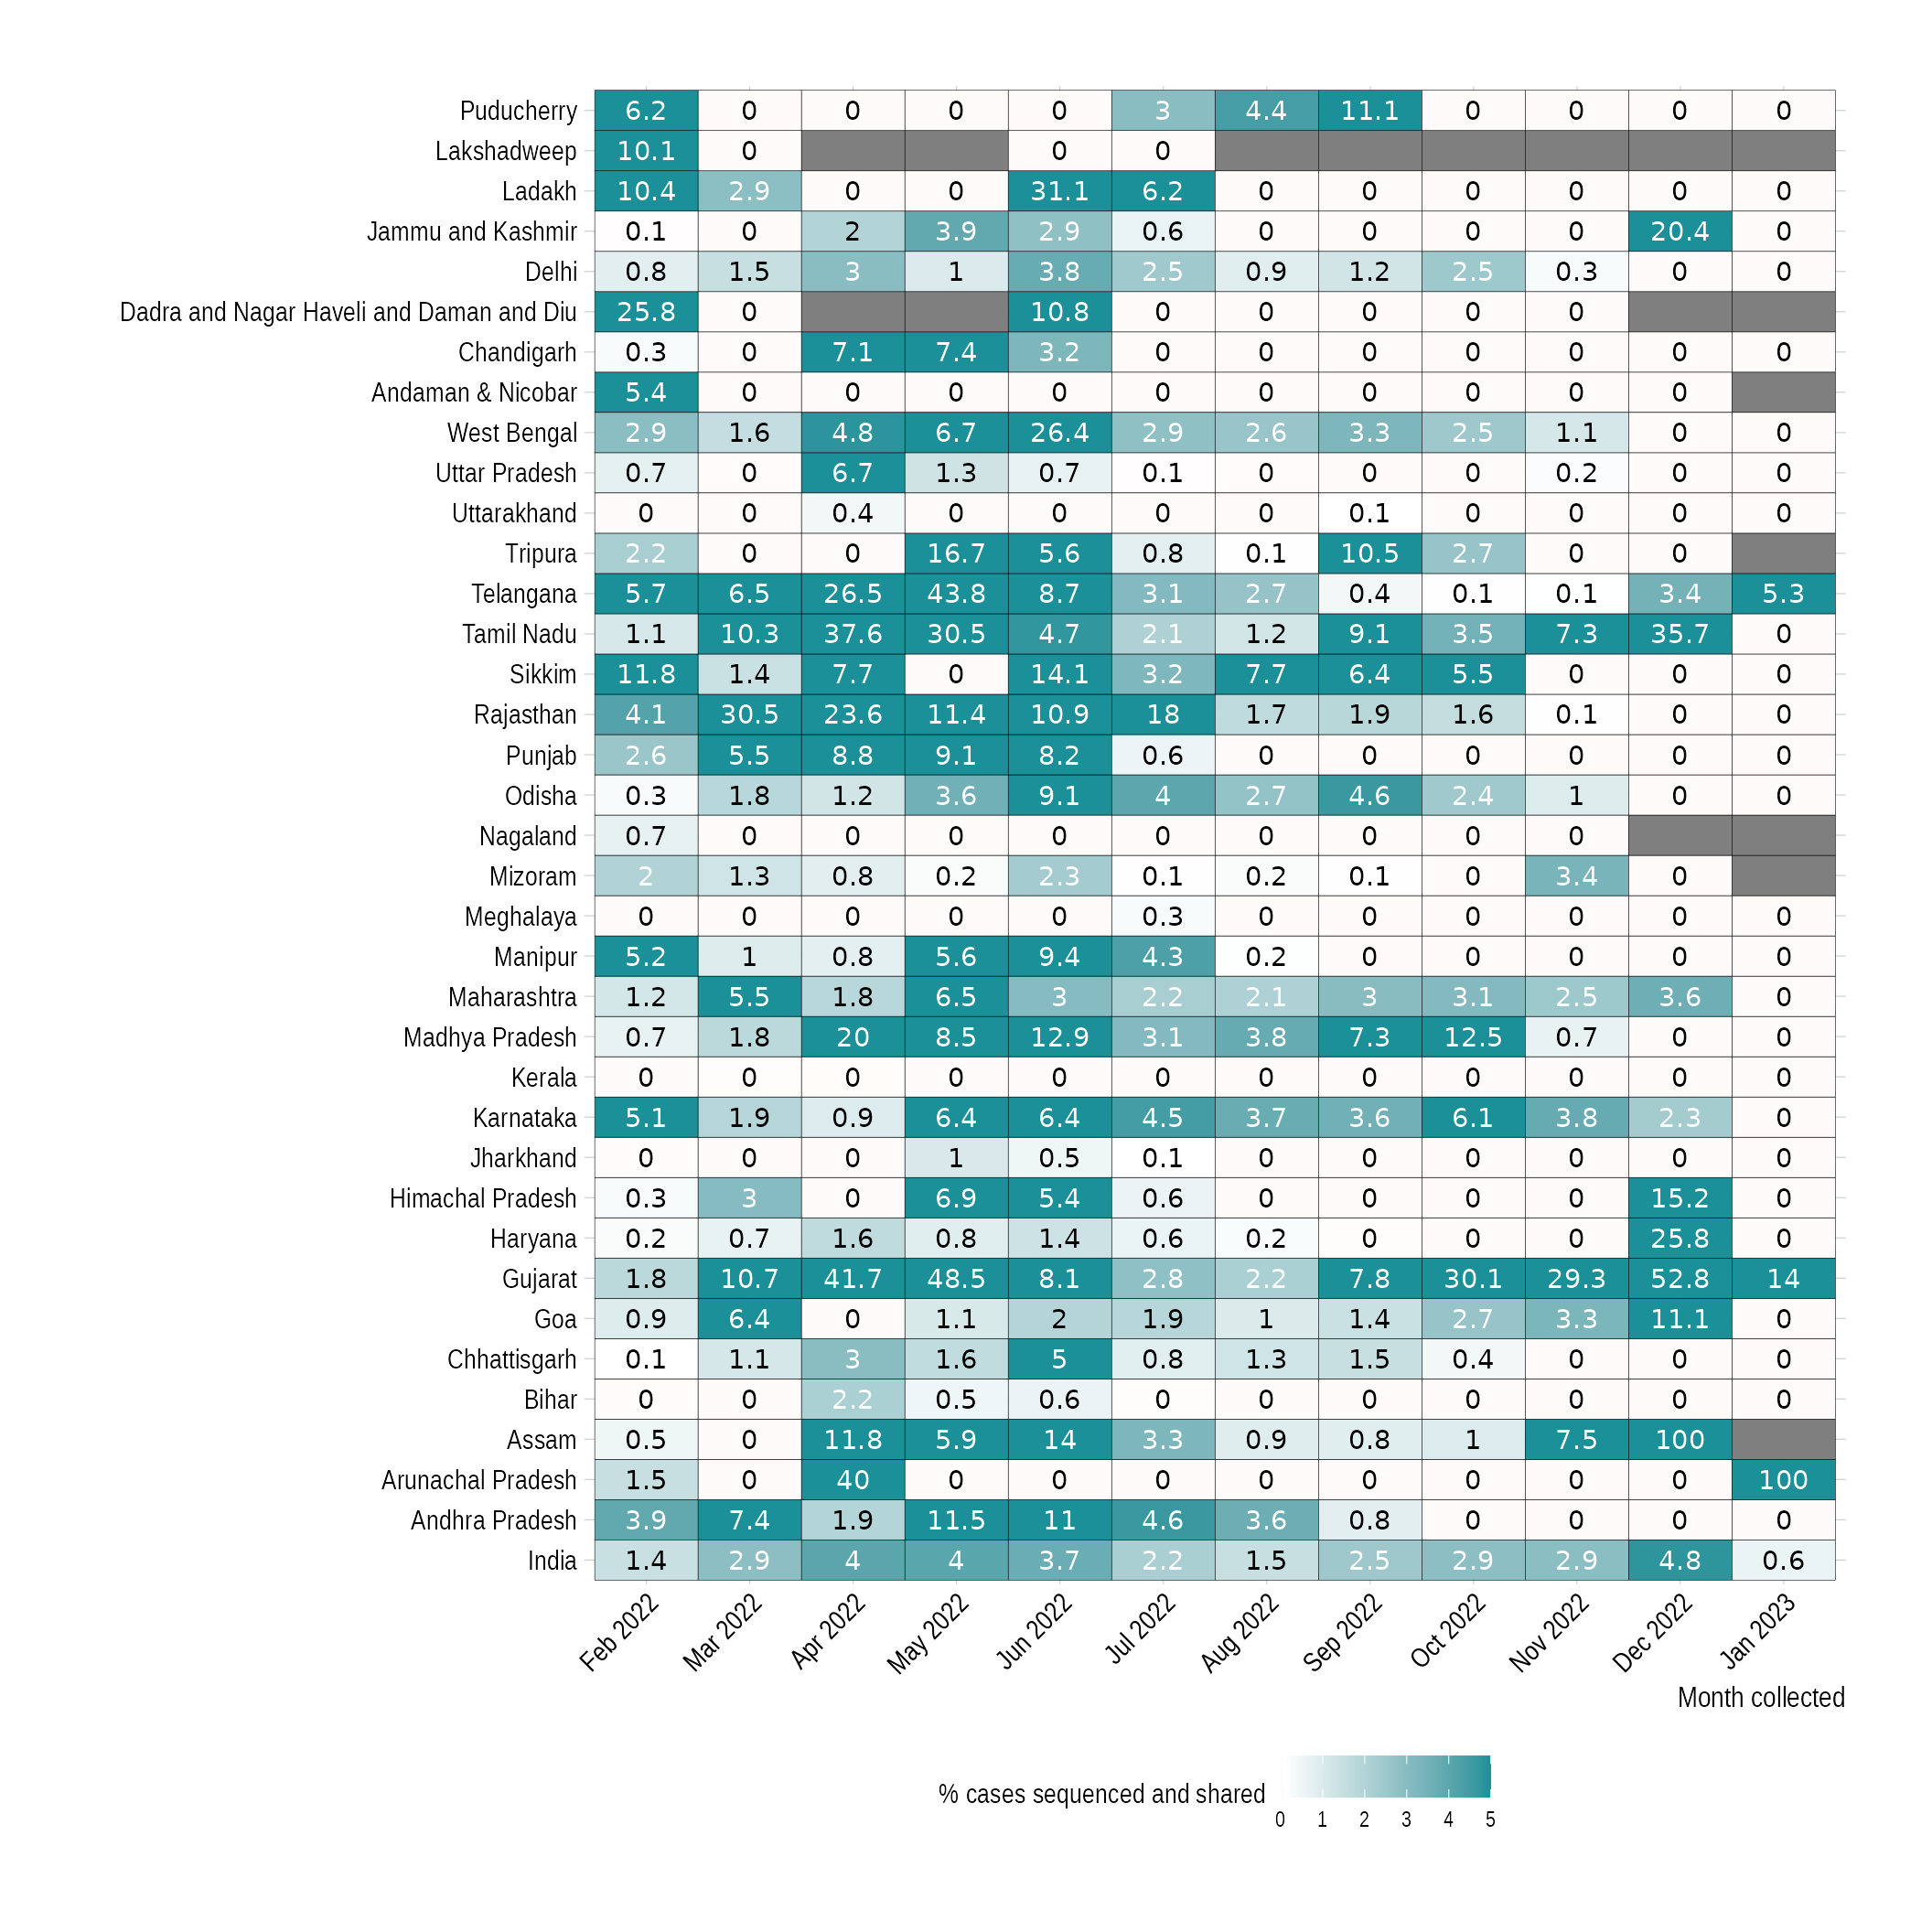 Puducherry 6.2 0 0 0 0 3 4.4 11.1 0 0 0 0
Lakshadweep 10.1 0 0 0
Ladakh 10.4 2.9 0 0 31.1 6.2 0 0 0 0 0 0
Jammu and Kashmir 0.1 0 2 3.9 2.9 0.6 0 0 0 0 20.4 0
Delhi 0.8 1.5 3 1 3.8 2.5 0.9 1.2 2.5 0.3 0 0
Dadra and Nagar Haveli and Daman and Diu 25.8 0 10.8 0 0 0 0 0
Chandigarh 0.3 0 7.1 7.4 3.2 0 0 0 0 0 0 0
Andaman & Nicobar 5.4 0 0 0 0 0 0 0 0 0 0
West Bengal 2.9 1.6 4.8 6.7 26.4 2.9 2.6 3.3 2.5 1.1 0 0
Uttar Pradesh 0.7 0 6.7 1.3 0.7 0.1 0 0 0 0.2 0 0
Uttarakhand 0 0 0.4 0 0 0 0 0.1 0 0 0 0
Tripura 2.2 0 0 16.7 5.6 0.8 0.1 10.5 2.7 0 0
Telangana 5.7 6.5 26.5 43.8 8.7 3.1 2.7 0.4 0.1 0.1 3.4 5.3
Tamil Nadu 1.1 10.3 37.6 30.5 4.7 2.1 1.2 9.1 3.5 7.3 35.7 0
Sikkim 11.8 1.4 7.7 0 14.1 3.2 7.7 6.4 5.5 0 0 0
Rajasthan 4.1 30.5 23.6 11.4 10.9 18 1.7 1.9 1.6 0.1 0 0
Punjab 2.6 5.5 8.8 9.1 8.2 0.6 0 0 0 0 0 0
Odisha 0.3 1.8 1.2 3.6 9.1 4 2.7 4.6 2.4 1 0 0
Nagaland 0.7 0 0 0 0 0 0 0 0 0
Mizoram 2 1.3 0.8 0.2 2.3 0.1 0.2 0.1 0 3.4 0
Meghalaya 0 0 0 0 0 0.3 0 0 0 0 0 0
Manipur 5.2 1 0.8 5.6 9.4 4.3 0.2 0 0 0 0 0
Maharashtra 1.2 5.5 1.8 6.5 3 2.2 2.1 3 3.1 2.5 3.6 0
Madhya Pradesh 0.7 1.8 20 8.5 12.9 3.1 3.8 7.3 12.5 0.7 0 0
Kerala 0 0 0 0 0 0 0 0 0 0 0 0
Karnataka 5.1 1.9 0.9 6.4 6.4 4.5 3.7 3.6 6.1 3.8 2.3 0
Jharkhand 0 0 0 1 0.5 0.1 0 0 0 0 0 0
Himachal Pradesh 0.3 3 0 6.9 5.4 0.6 0 0 0 0 15.2 0
Haryana 0.2 0.7 1.6 0.8 1.4 0.6 0.2 0 0 0 25.8 0
Gujarat 1.8 10.7 41.7 48.5 8.1 2.8 2.2 7.8 30.1 29.3 52.8 14
Goa 0.9 6.4 0 1.1 2 1.9 1 1.4 2.7 3.3 11.1 0
Chhattisgarh 0.1 1.1 3 1.6 5 0.8 1.3 1.5 0.4 0 0 0
Bihar 0 0 2.2 0.5 0.6 0 0 0 0 0 0 0
Assam 0.5 0 11.8 5.9 14 3.3 0.9 0.8 1 7.5 100
Arunachal Pradesh 1.5 0 40 0 0 0 0 0 0 0 0 100
Andhra Pradesh 3.9 7.4 1.9 11.5 11 4.6 3.6 0.8 0 0 0 0
India 1.4 2.9 4 4 3.7 2.2 1.5 2.5 2.9 2.9 4.8 0.6
Feb 2022 Mar 2022 Apr 2022 May 2022 Jun 2022 Jul 2022 Aug 2022 Sep 2022 Oct 2022 Nov 2022 Dec 2022 Jan 2023
Month collected
% cases sequenced and shared
0 1 2 3 4 5